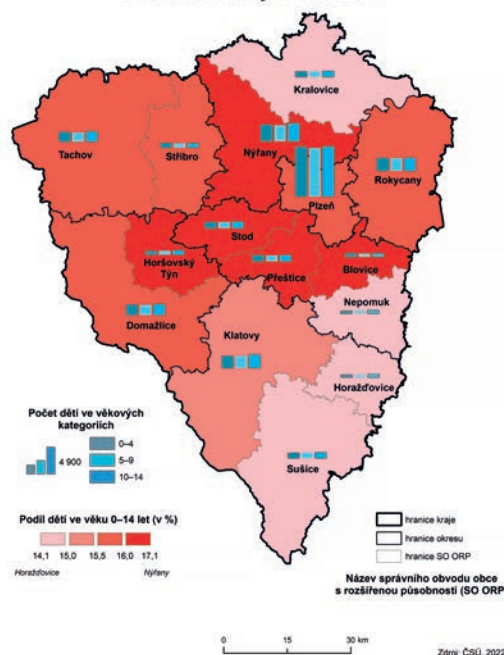 Kralovice
Tachov
Stříbro
Nýřany
Rokycany
Plzeň
Stod
Horšovský
Týn
Přeštice
Blovice
Nepomuk
Domažlice
Klatovy
Horažďovice
Sušice
Počet dětí ve věkových
kategoriích
4 900
0–4
5–9
10–14
Podíl dětí ve věku 0–14 let (v %)
14,1 15,0 15,5 16,0 17,1
Horažďovice Nýřany
hranice kraje
hranice okresu
hranice SO ORP
Název správního obvodu obce
s rozšířenou působností (SO ORP
0 15 30 km
Zdroj: ČSÚ,